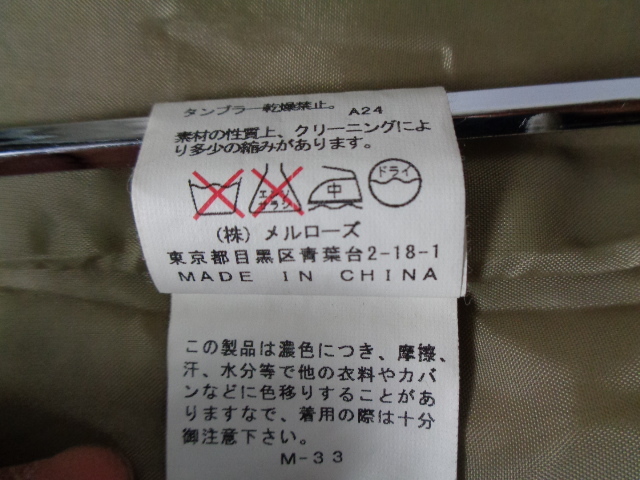 タンブラー乾燥禁止。 A24
素材の性質上、クリーニングによ
り多少の縮みがあります。
エンソ
サラシ
中
ドライ
(株) メルローズ
東京都目黒区青葉台2-18-1
MADE IN CHINA
この製品は濃色につき、摩擦、
汗、水分等で他の衣料やカバ
ンなどに色移りすることがあ
りますなで、着用の際は十分
御注意下さい。
M-33